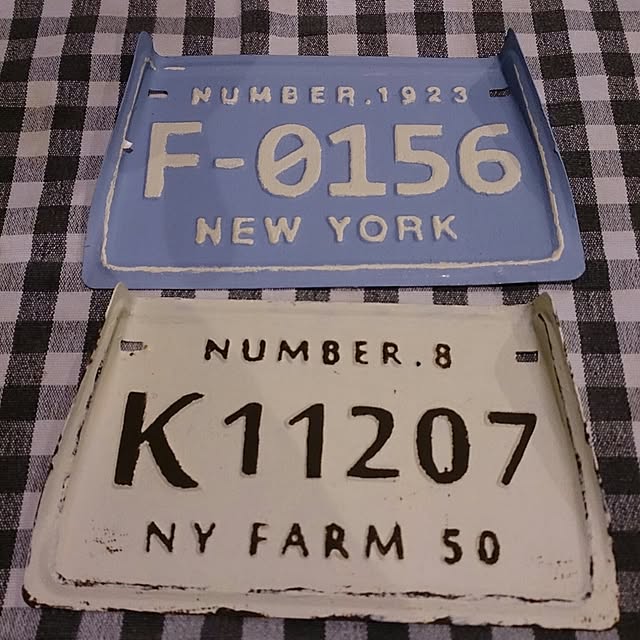 NUMBER.1923
F-0156
NEW YORK
NUMBER.8
K11207
NY FARM 50